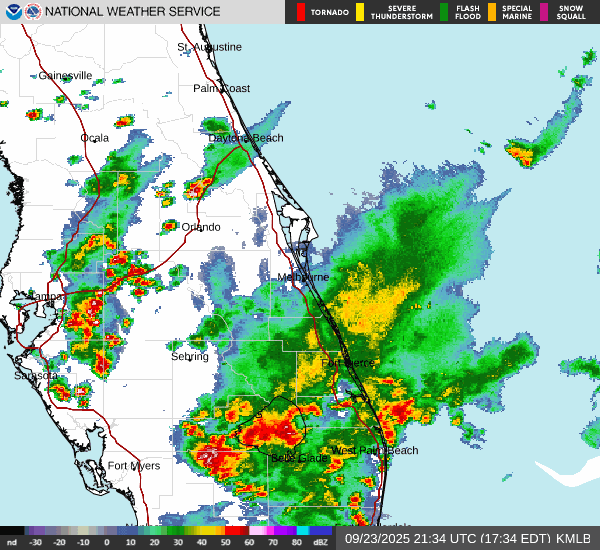 NATIONAL WEATHER SERVICE
TORNADO
SEVERE THUNDERSTORM
FLASH FLOOD
SPECIAL MARINE
SNOW SQUALL
St. Augustine
Gainesville
Palm Coast
Ocala
Daytona Beach
Orlando
Melbourne
Tampa
Sebring
Fort Pierce
Sarasota
West Palm Beach
Belle Glade
Fort Myers
nd -30 -20 -10 0 10 20 30 40 50 60 70 80 dBZ
09/23/2025 21:34 UTC (17:34 EDT) KMLB